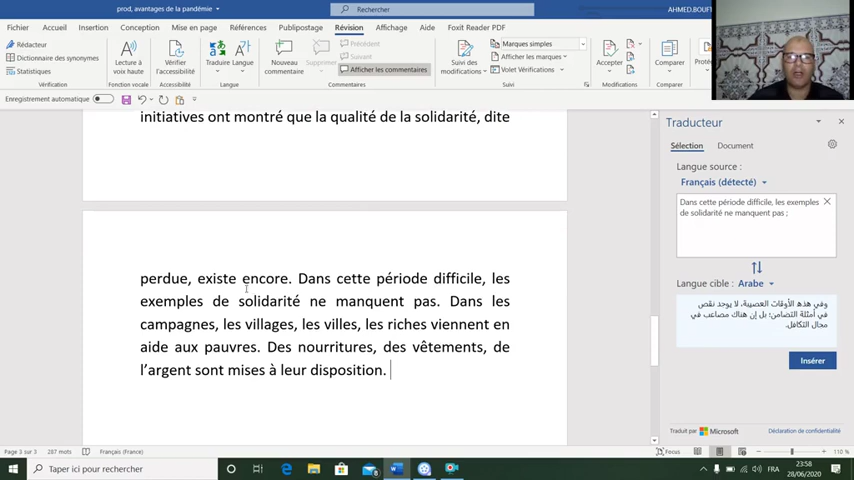 prod, avantages de la pandémie
Rechercher
AHMED.BOUF
Fichier
Accueil
Insertion
Conception
Mise en page
Références
Publipostage
Révision
Affichage
Aide
Foxit Reader PDF
Rédacteur
Dictionnaire des synonymes
Statistiques
Vérification
Lecture à
voix haute
Fonction vocale
Vérifier
l'accessibilité
Accessibilité
Traduire
Langue
Langue
Nouveau
commentaire
Supprimer
Précédent
Suivant
Afficher les commentaires
Commentaires
Suivi des
modifications
Marques simples
Afficher les marques
Volet Vérifications
Suivi
Accepter
Comparer
Comparer
Enregistrement automatique
initiatives ont montré que la qualité de la solidarité, dite
perdue, existe encore. Dans cette période difficile, les
exemples de solidarité ne manquent pas. Dans les
campagnes, les villages, les villes, les riches viennent en
aide aux pauvres. Des nourritures, des vêtements, de
l'argent sont mises à leur disposition.
Traducteur
Sélection
Document
Langue source :
Français (détecté)
Dans cette période difficile, les exemples
de solidarité ne manquent pas ;
Langue cible :
Arabe
وفي هذه الأوقات العصيبة، لا يوجد نقص
في أمثلة التضامن؛ بل إن هناك مصاعب في
مجال التكافل.
Insérer
Traduit par
Microsoft
Déclaration de confidentialité
Page 3 sur 3
287 mots
Français (France)
Focus
110 %
Taper ici pour rechercher
FRA
23:58
28/06/2020